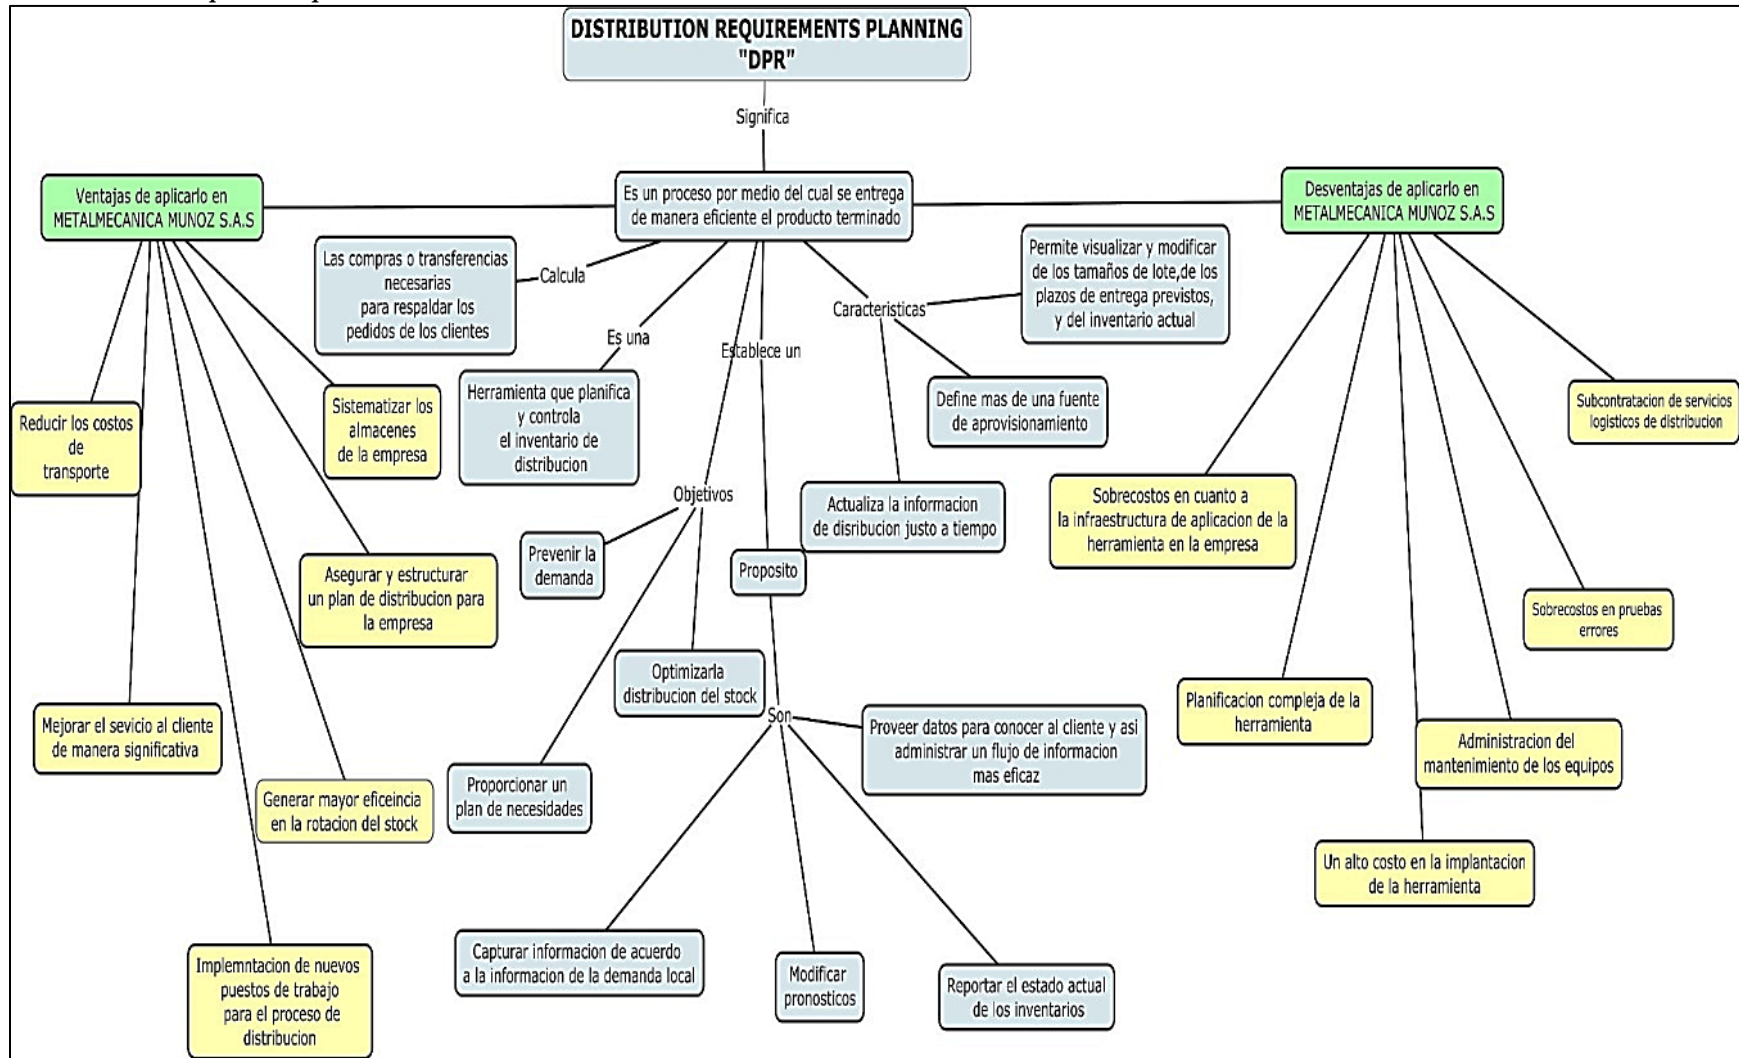 DISTRIBUTION REQUIREMENTS PLANNING
"DPR"
Significa
Es un proceso por medio del cual se entrega
de manera eficiente el producto terminado
Ventajas de aplicarlo en
METALMECANICA MUNOZ S.A.S
Desventajas de aplicarlo en
METALMECANICA MUNOZ S.A.S
Las compras o transferencias
necesarias
para respaldar los
pedidos de los clientes
Calcula
Permite visualizar y modificar
de los tamaños de lote,de los
plazos de entrega previstos,
y del inventario actual
Caracteristicas
Es una
Establece un
Herramienta que planifica
y controla
el inventario de
distribucion
Define mas de una fuente
de aprovisionamiento
Reducir los costos
de
transporte
Sistematizar los
almacenes
de la empresa
Subcontratacion de servicios
logisticos de distribucion
Objetivos
Actualiza la informacion
de disribucion justo a tiempo
Sobrecostos en cuanto a
la infraestructura de aplicacion de la
herramienta en la empresa
Prevenir la
demanda
Proposito
Asegurar y estructurar
un plan de distribucion para
la empresa
Sobrecostos en pruebas
errores
Optimizarla
distribucion del stock
Son
Planificacion compleja de la
herramienta
Mejorar el sevicio al cliente
de manera significativa
Proveer datos para conocer al cliente y asi
administrar un flujo de informacion
mas eficaz
Administracion del
mantenimiento de los equipos
Generar mayor eficeincia
en la rotacion del stock
Proporcionar un
plan de necesidades
Un alto costo en la implantacion
de la herramienta
Implemntacion de nuevos
puestos de trabajo
para el proceso de
distribucion
Capturar informacion de acuerdo
a la informacion de la demanda local
Modificar
pronosticos
Reportar el estado actual
de los inventarios